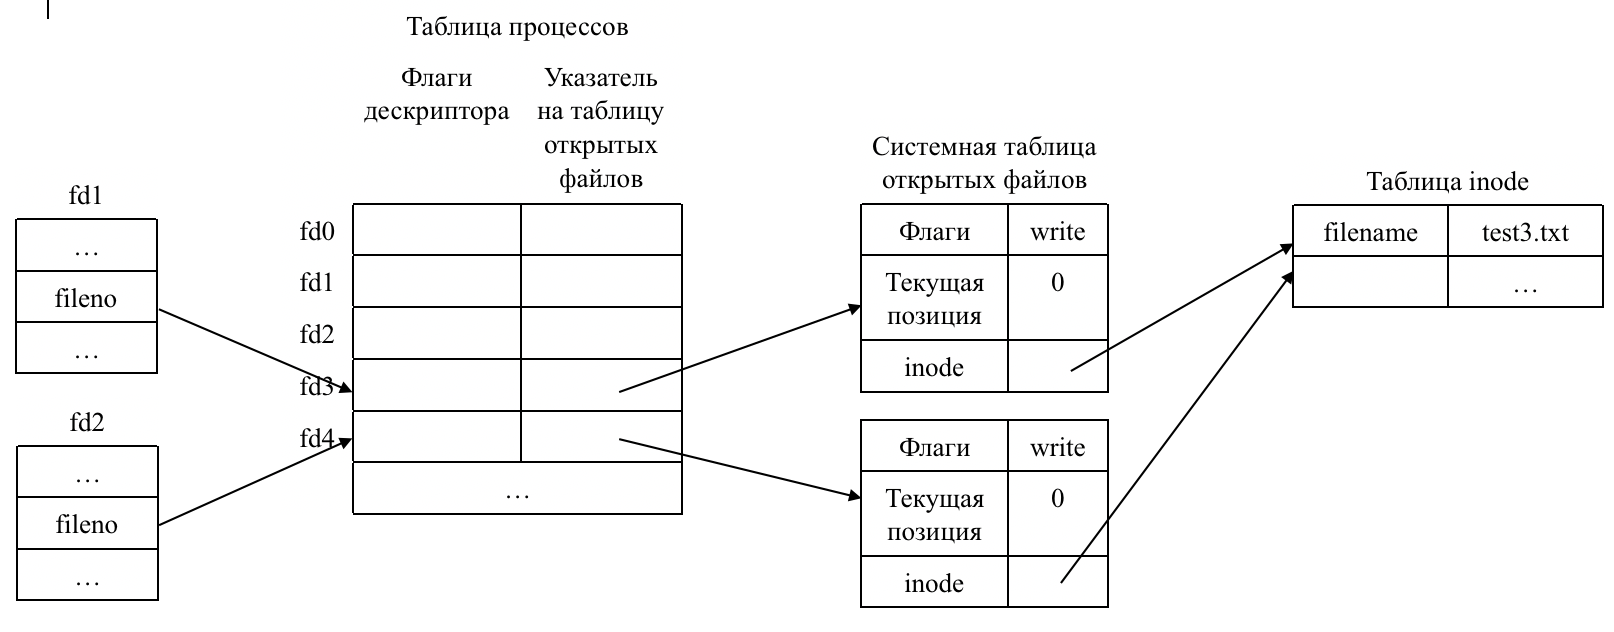 Таблица процессов
Флаги
дескриптора
Указатель
на таблицу
открытых
файлов
fd1
…
fileno
…
fd2
…
fileno
…
fd0
fd1
fd2
fd3
fd4
…
Системная таблица
открытых файлов
Флаги write
Текущая
позиция
0
inode
Флаги write
Текущая
позиция
0
inode
Таблица inode
filename test3.txt
…